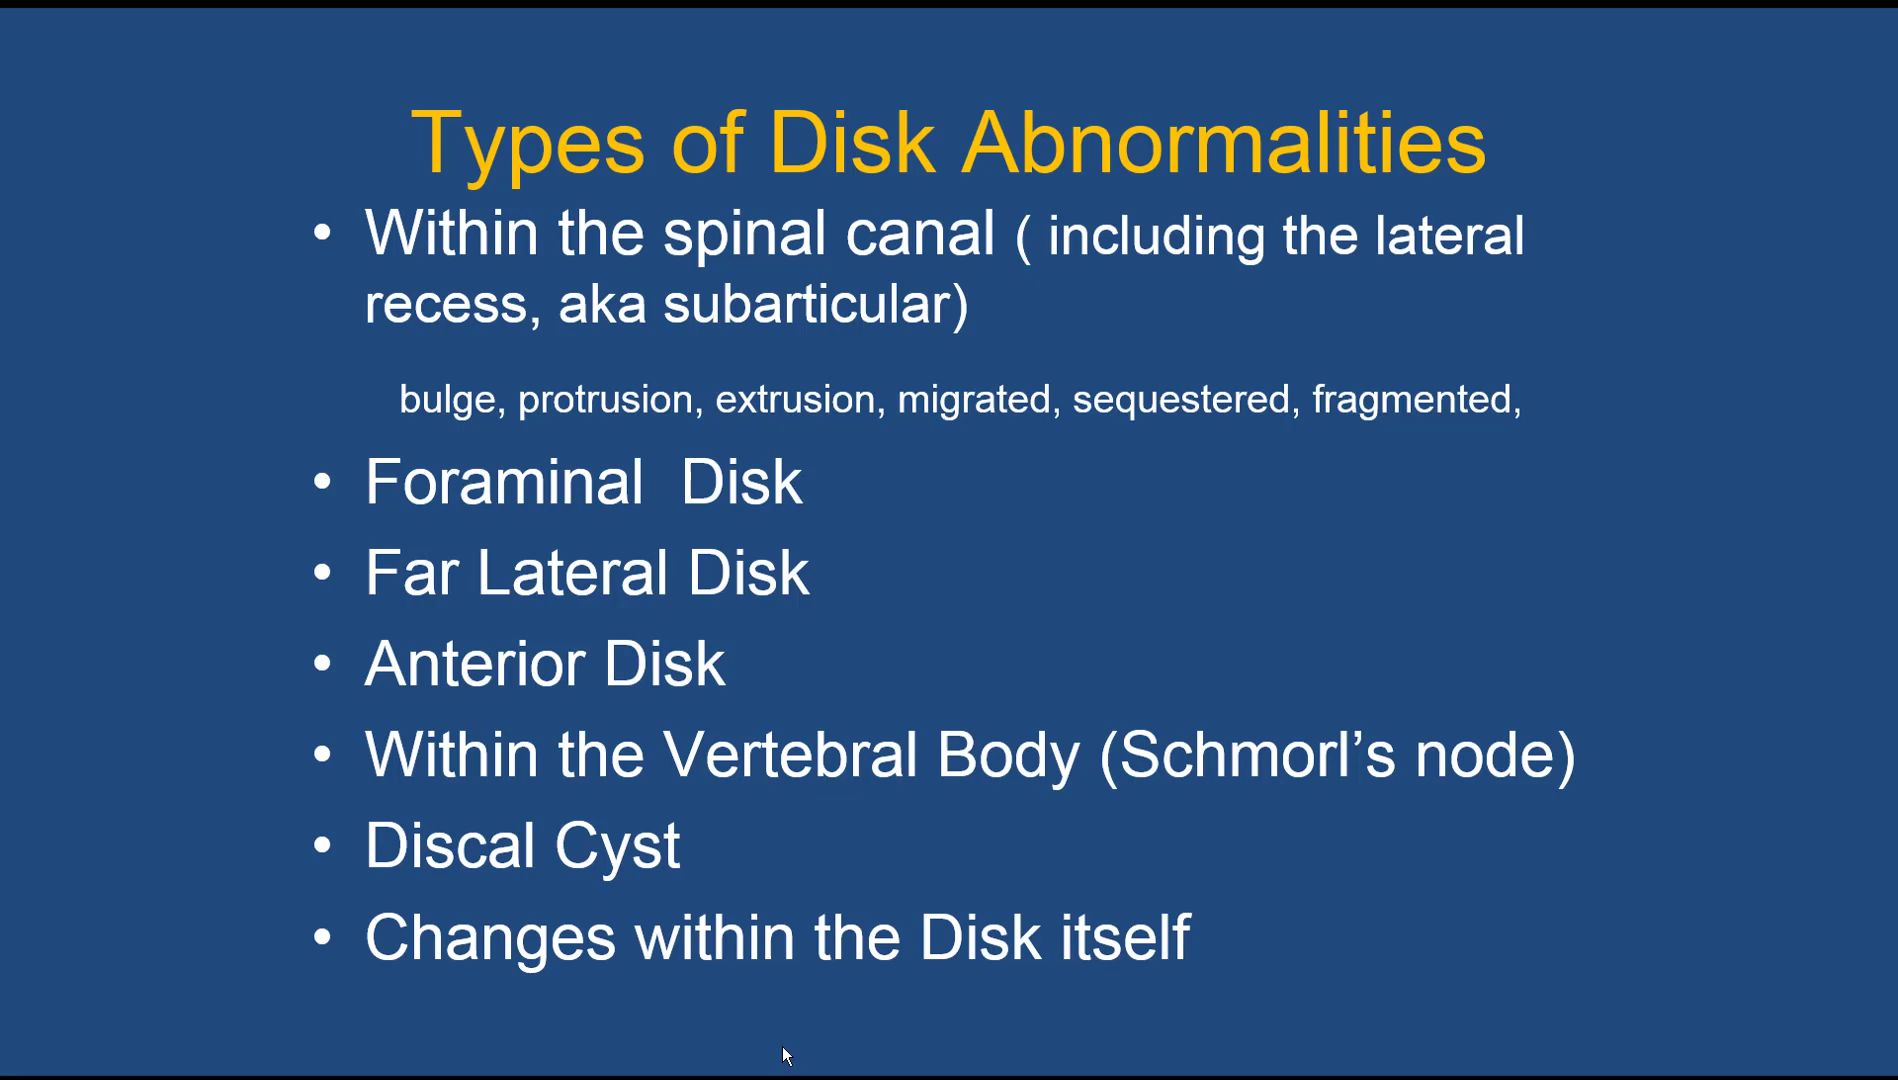 Types of Disk Abnormalities
• Within the spinal canal ( including the lateral
recess, aka subarticular)
bulge, protrusion, extrusion, migrated, sequestered, fragmented,
• Foraminal  Disk
• Far Lateral Disk
• Anterior Disk
• Within the Vertebral Body (Schmorl’s node)
• Discal Cyst
• Changes within the Disk itself